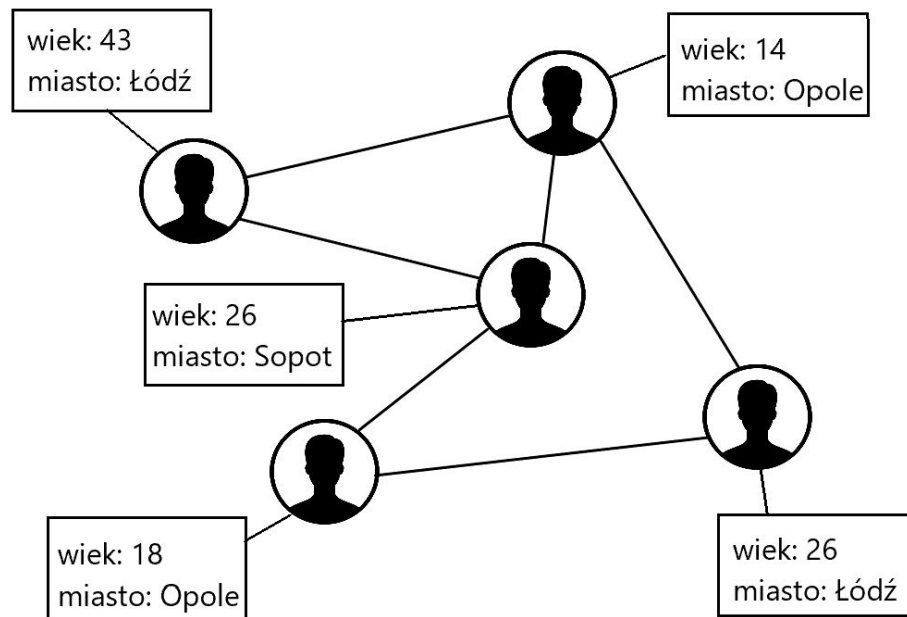 wiek: 43
miasto: Łódź
wiek: 14
miasto: Opole
wiek: 26
miasto: Sopot
wiek: 18
miasto: Opole
wiek: 26
miasto: Łódź